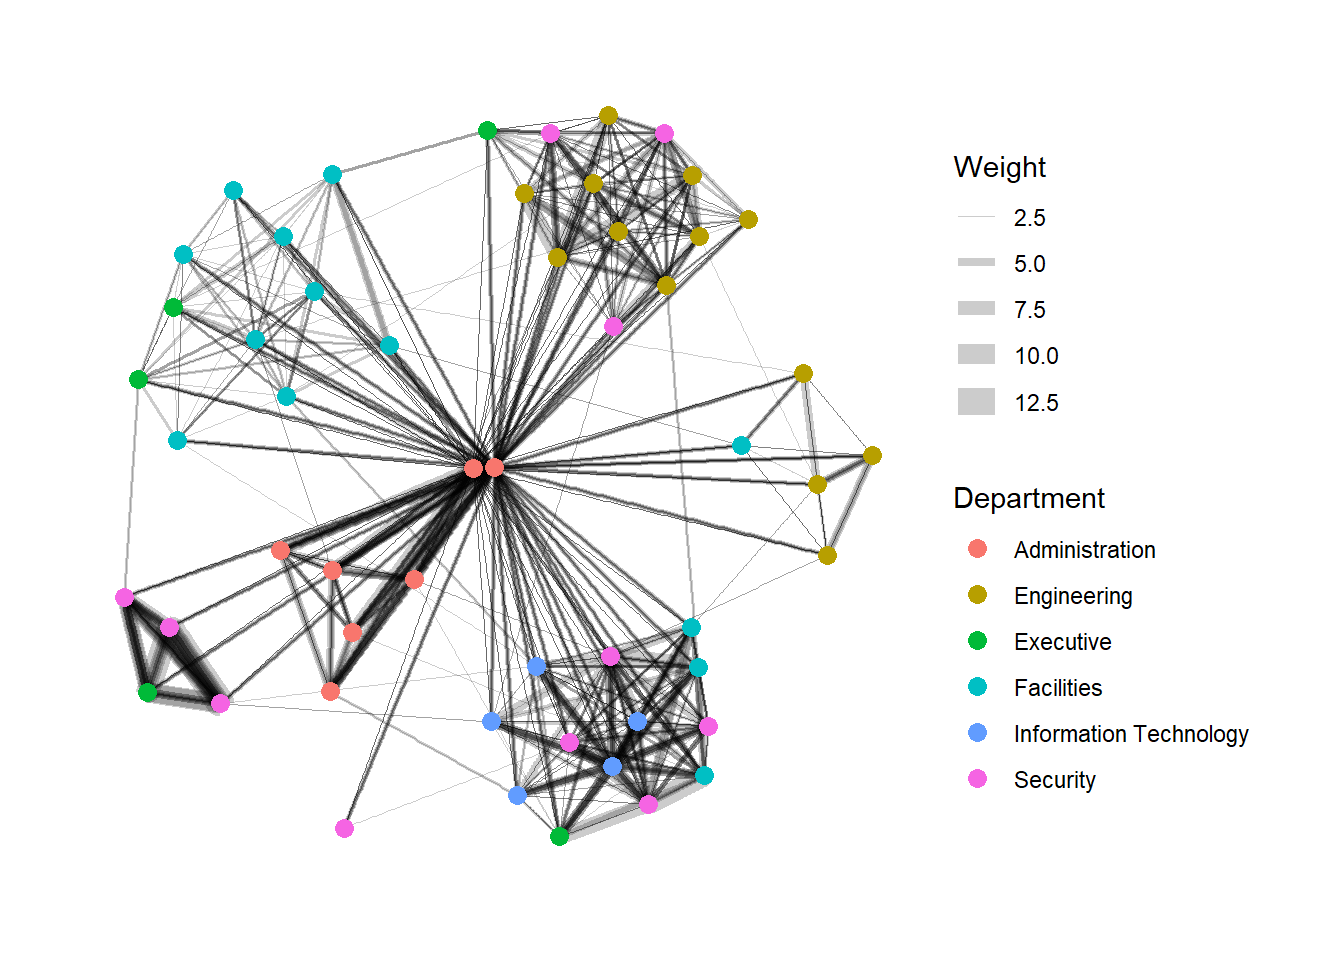 Weight
2.5
5.0
7.5
10.0
12.5
Department
Administration
Engineering
Executive
Facilities
Information Technology
Security